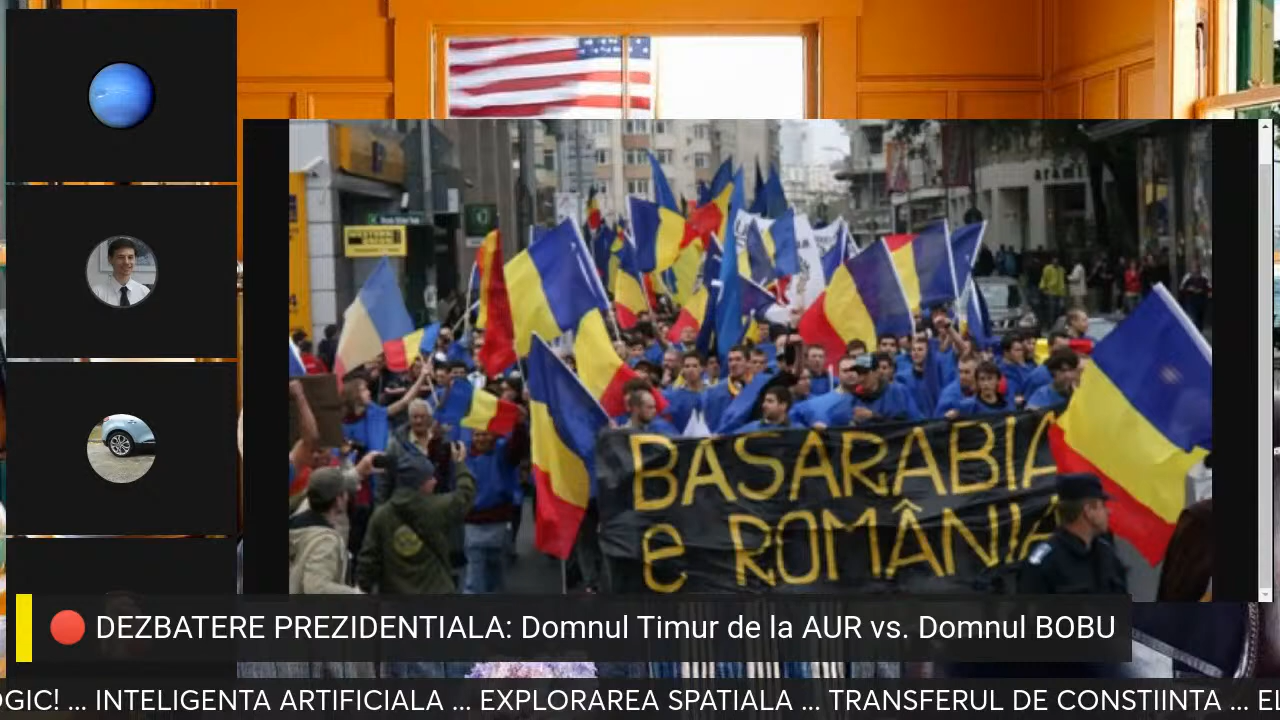 BASARABIA
e ROMÂNIA
DEZBATERE PREZIDENTIALA: Domnul Timur de la AUR vs. Domnul BOBU
OGIC! ... INTELIGENTA ARTIFICIALA ... EXPLORAREA SPATIALA ... TRANSFERUL DE CONSTIINTA ... EL